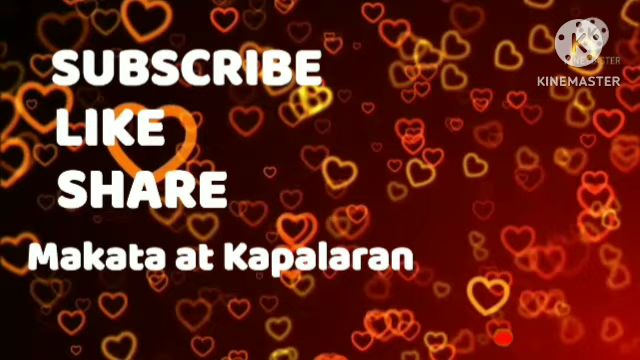 SUBSCRIBE
LIKE
SHARE
Makata at Kapalaran
KINEMASTER